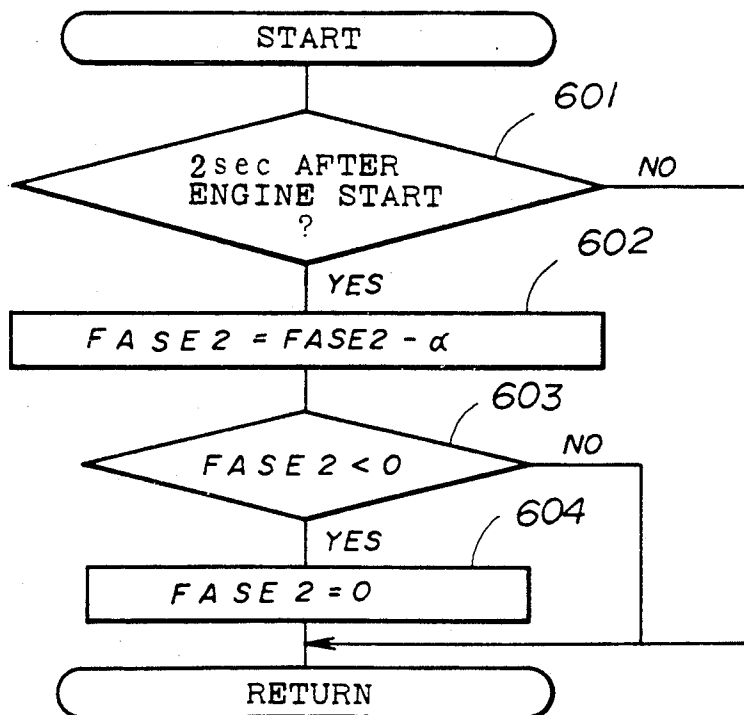 START
601
2sec AFTER
ENGINE START
?
NO
YES
602
FASE2 = FASE2 - α
603
FASE2 < 0
NO
YES
604
FASE2 = 0
RETURN